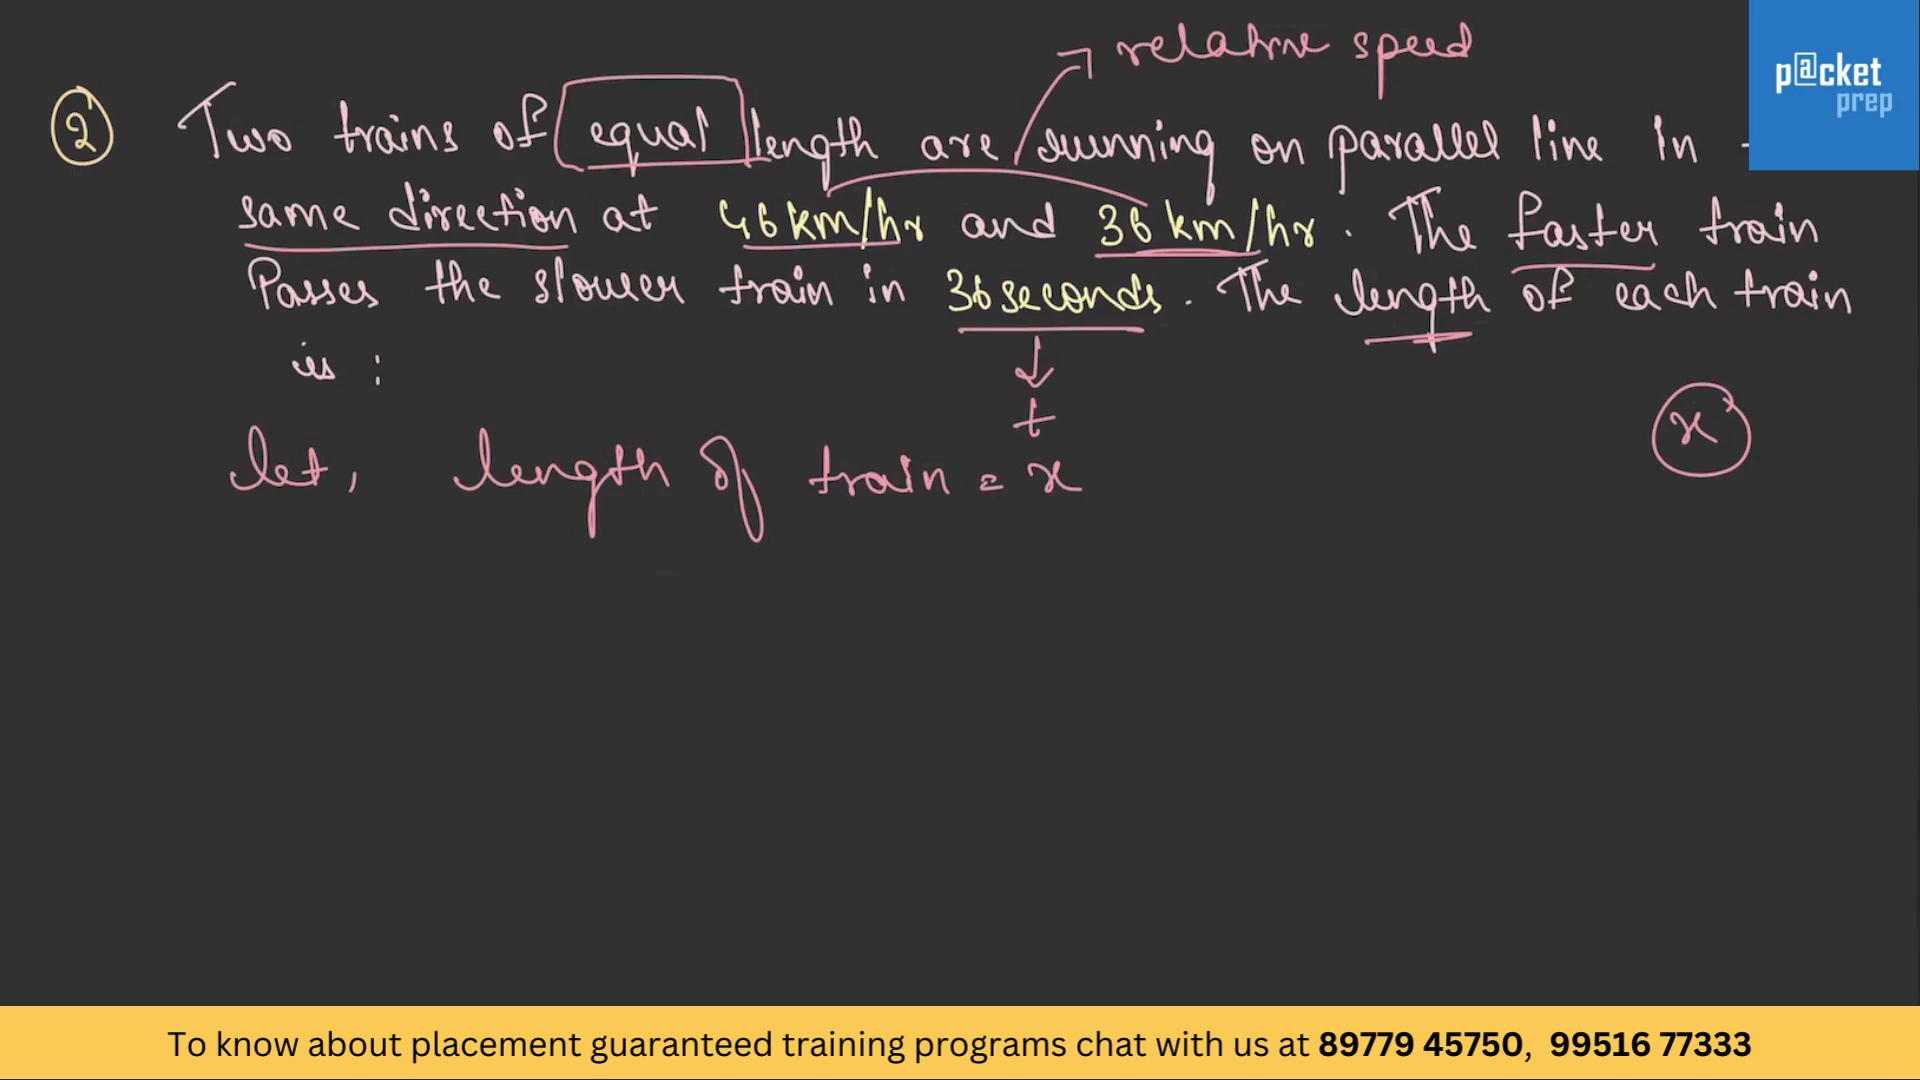 relative speed
p@cket
prep
2 Two trains of equal length are running on parallel line in
same direction at 46 km/hr and 36 km/hr. The faster train
Passes the slower train in 36 seconds. The length of each train
is :
t
x
let, length of train = x
To know about placement guaranteed training programs chat with us at 89779 45750, 99516 77333